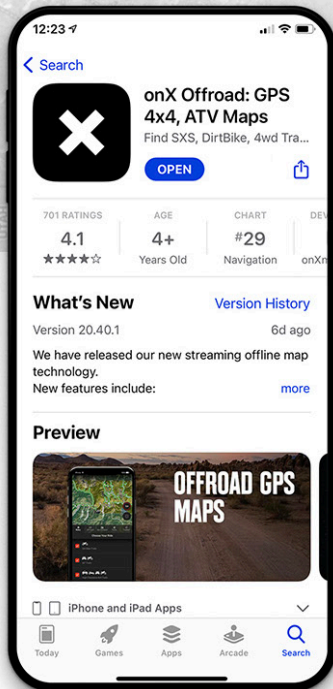 12:23
Search
onX Offroad: GPS
4x4, ATV Maps
Find SXS, DirtBike, 4wd Tra...
OPEN
701 RATINGS
AGE
CHART
DEV
4.1
4+
#29
★★★★☆
Years Old
Navigation
onXm
What's New
Version History
Version 20.40.1
6d ago
We have released our new streaming offline map
technology.
New features include:
more
Preview
OFFROAD GPS
MAPS
iPhone and iPad Apps
Today
Games
Apps
Arcade
Search